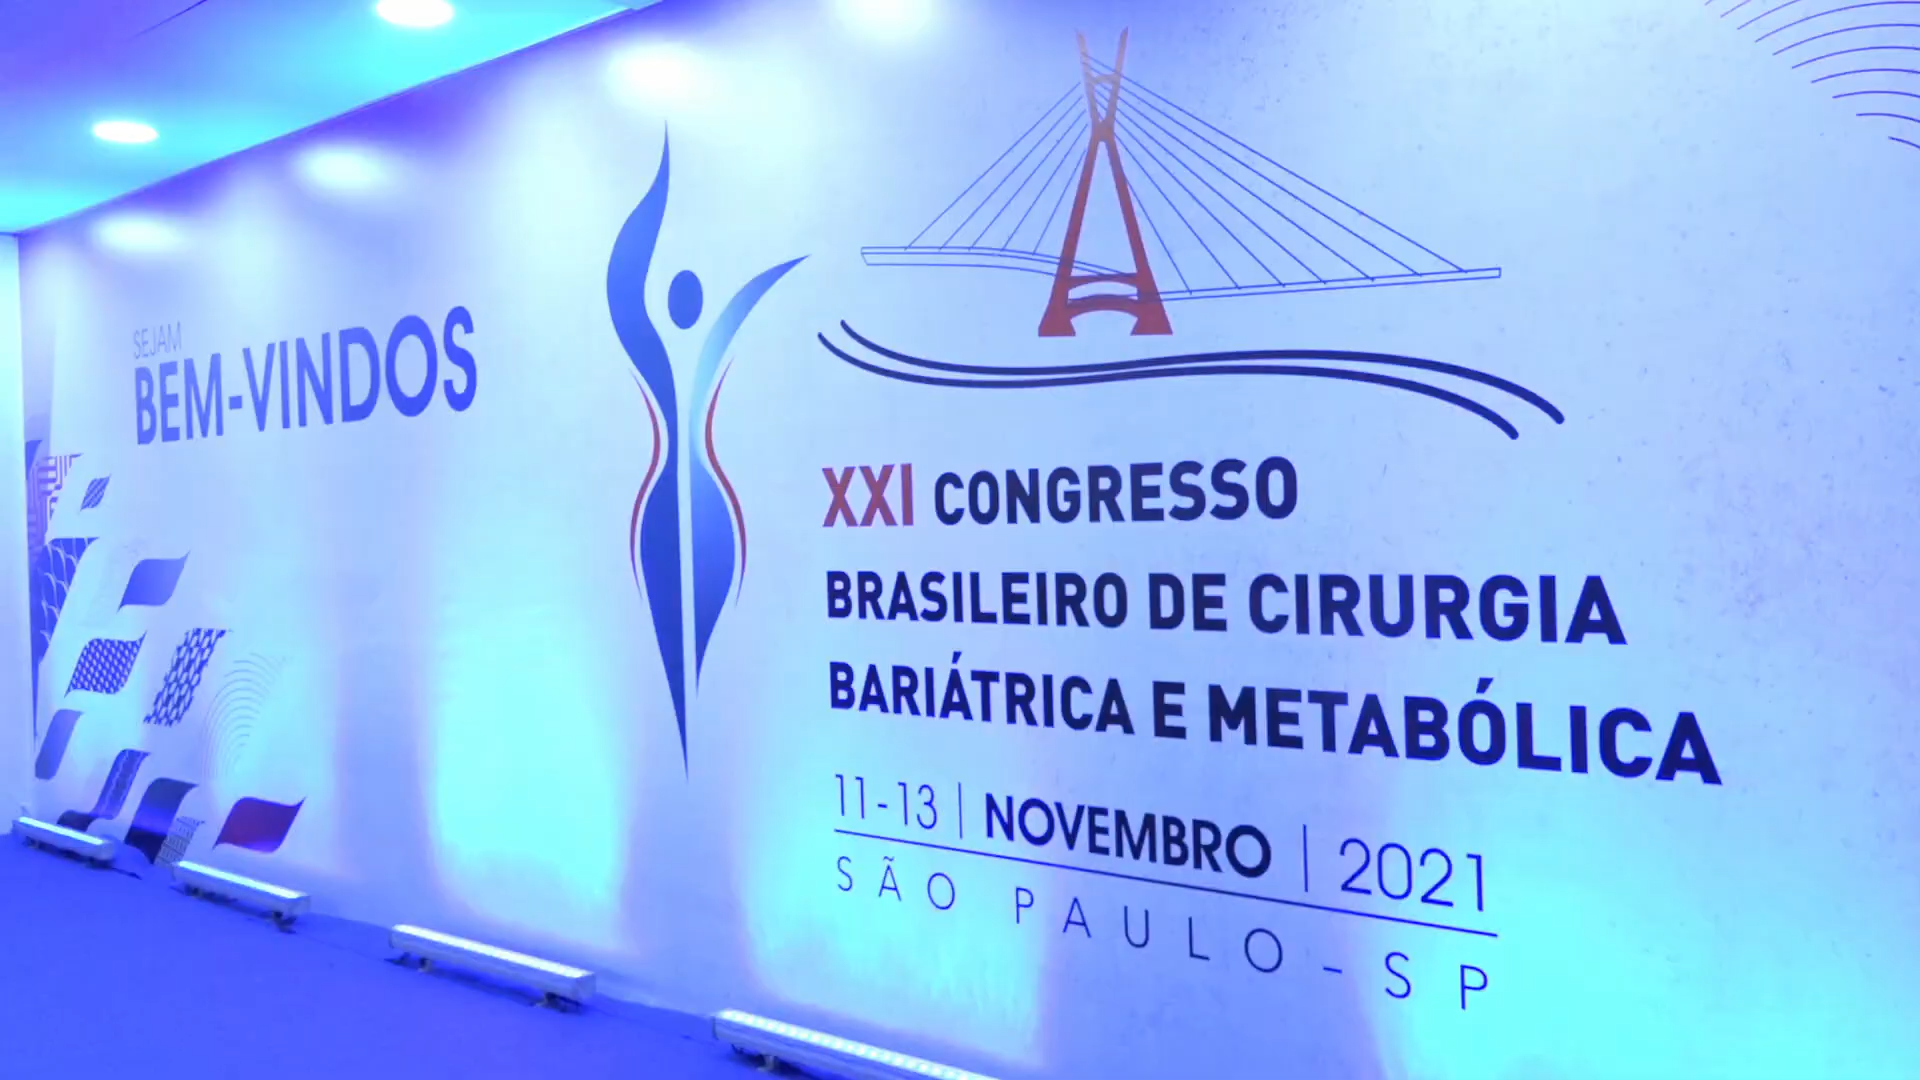 SEJAM
BEM-VINDOS
XXI CONGRESSO
BRASILEIRO DE CIRURGIA
BARIÁTRICA E METABÓLICA
11-13 | NOVEMBRO | 2021
SÃO PAULO - SP